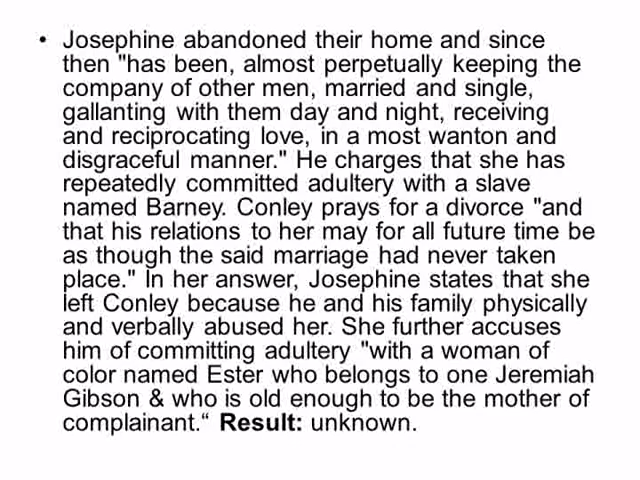 • Josephine abandoned their home and since
then "has been, almost perpetually keeping the
company of other men, married and single,
gallanting with them day and night, receiving
and reciprocating love, in a most wanton and
disgraceful manner." He charges that she has
repeatedly committed adultery with a slave
named Barney. Conley prays for a divorce "and
that his relations to her may for all future time be
as though the said marriage had never taken
place." In her answer, Josephine states that she
left Conley because he and his family physically
and verbally abused her. She further accuses
him of committing adultery "with a woman of
color named Ester who belongs to one Jeremiah
Gibson & who is old enough to be the mother of
complainant.“ Result: unknown.